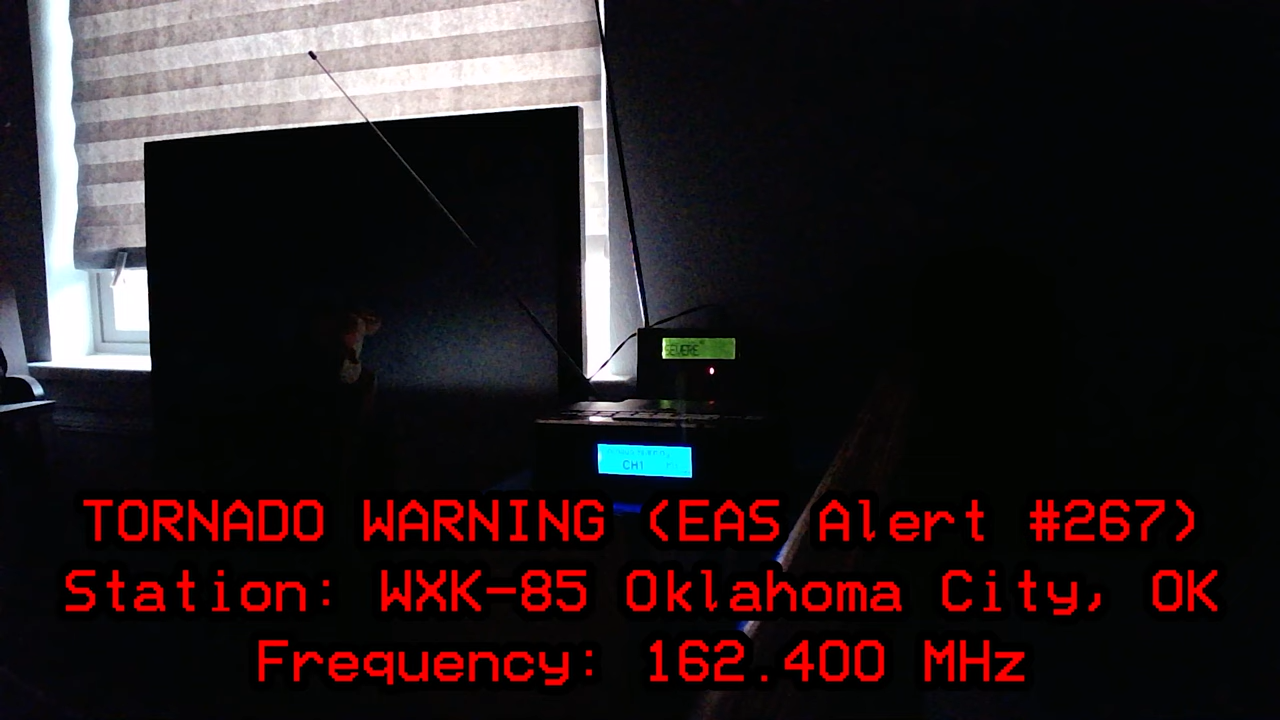 SEVERE
CH1
TORNADO WARNING (EAS Alert #267)
Station: WXK-85 Oklahoma City, OK
Frequency: 162.400 MHz